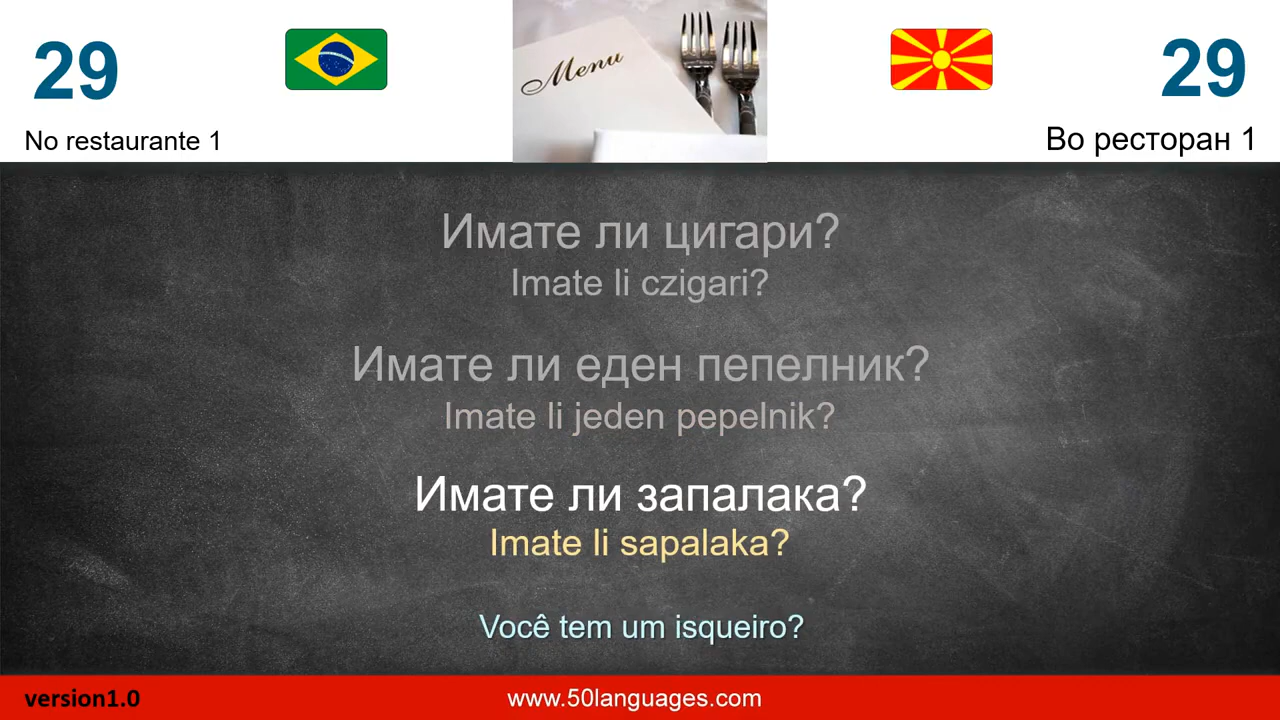 29
29
Menu
No restaurante 1
Во ресторан 1
Имате ли цигари?
Imate li czigari?
Имате ли еден пепелник?
Imate li jeden pepelnik?
Имате ли запалака?
Imate li sapalaka?
Você tem um isqueiro?
version1.0
www.50languages.com